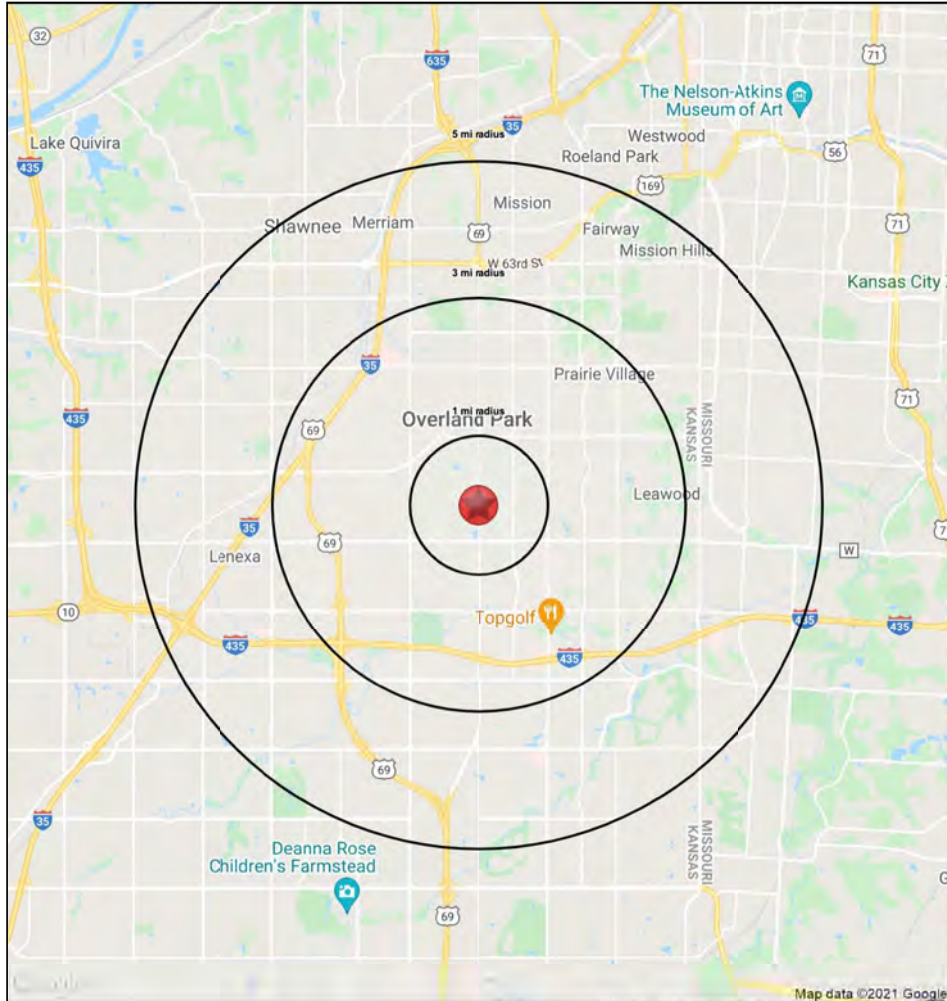 32
71
635
The Nelson-Atkins
Museum of Art
35
5 mi radius
Westwood
Lake Quivira
Roeland Park
56
435
169
Mission
Shawnee
Merriam
69
Fairway
Mission Hills
W 63rd St
3 mi radius
Kansas City
35
Prairie Village
71
1 mi radius
Overland Park
435
69
MISSOURI
KANSAS
Leawood
35
69
W
Lenexa
10
Topgolf
435
435
435
435
69
35
MISSOURI
KANSAS
Deanna Rose
Children's Farmstead
69
Map data ©2021 Google